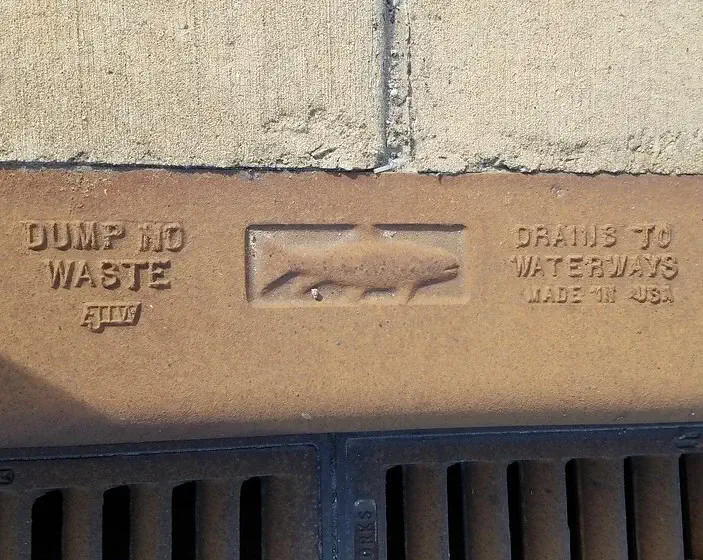 DUMP NO
WASTE
DRAINS TO
WATERWAYS
MADE IN USA